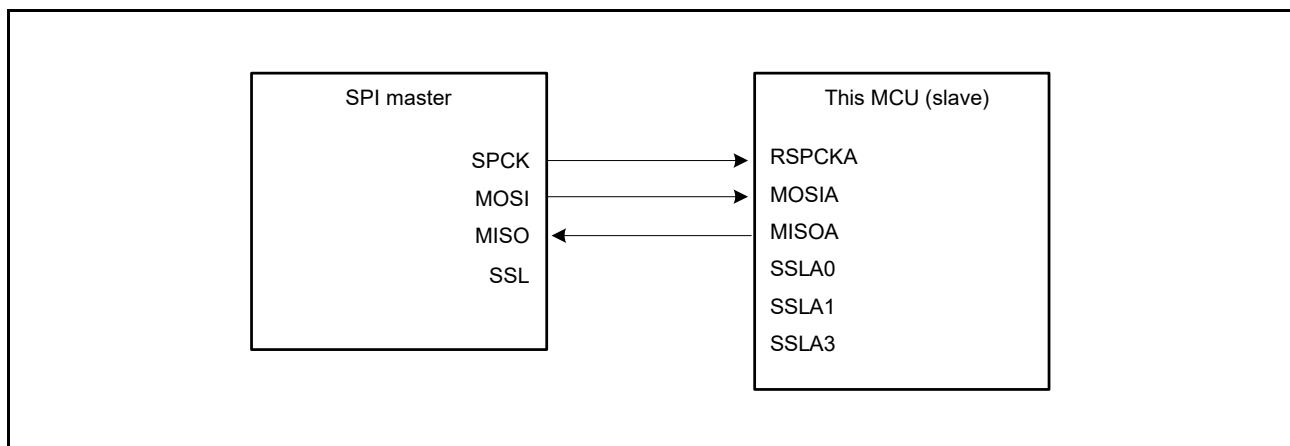 SPI master
SPCK
MOSI
MISO
SSL
This MCU (slave)
RSPCKA
MOSIA
MISOA
SSLA0
SSLA1
SSLA3